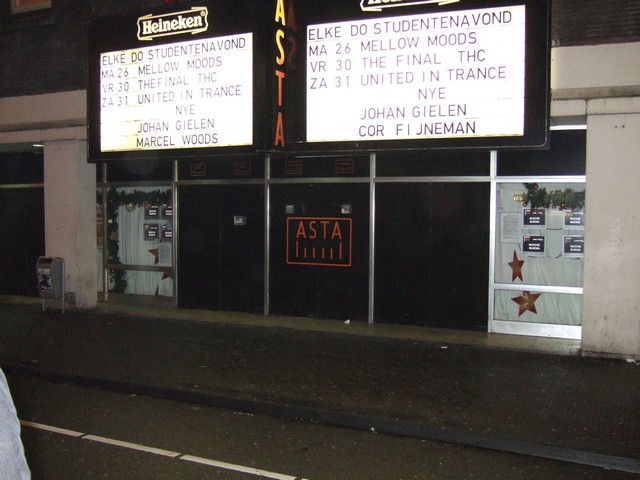 Heineken
ELKE DO STUDENTENAVOND
MA 26 MELLOW MOODS
VR 30 THEFINAL THC
ZA 31 UNITED IN TRANCE
NYE
JOHAN GIELEN
MARCEL WOODS
ASTA
Heineken
ELKE DO STUDENTENAVOND
MA 26 MELLOW MOODS
VR 30 THE FINAL THC
ZA 31 UNITED IN TRANCE
NYE
JOHAN GIELEN
COR FIJNEMAN
ASTA